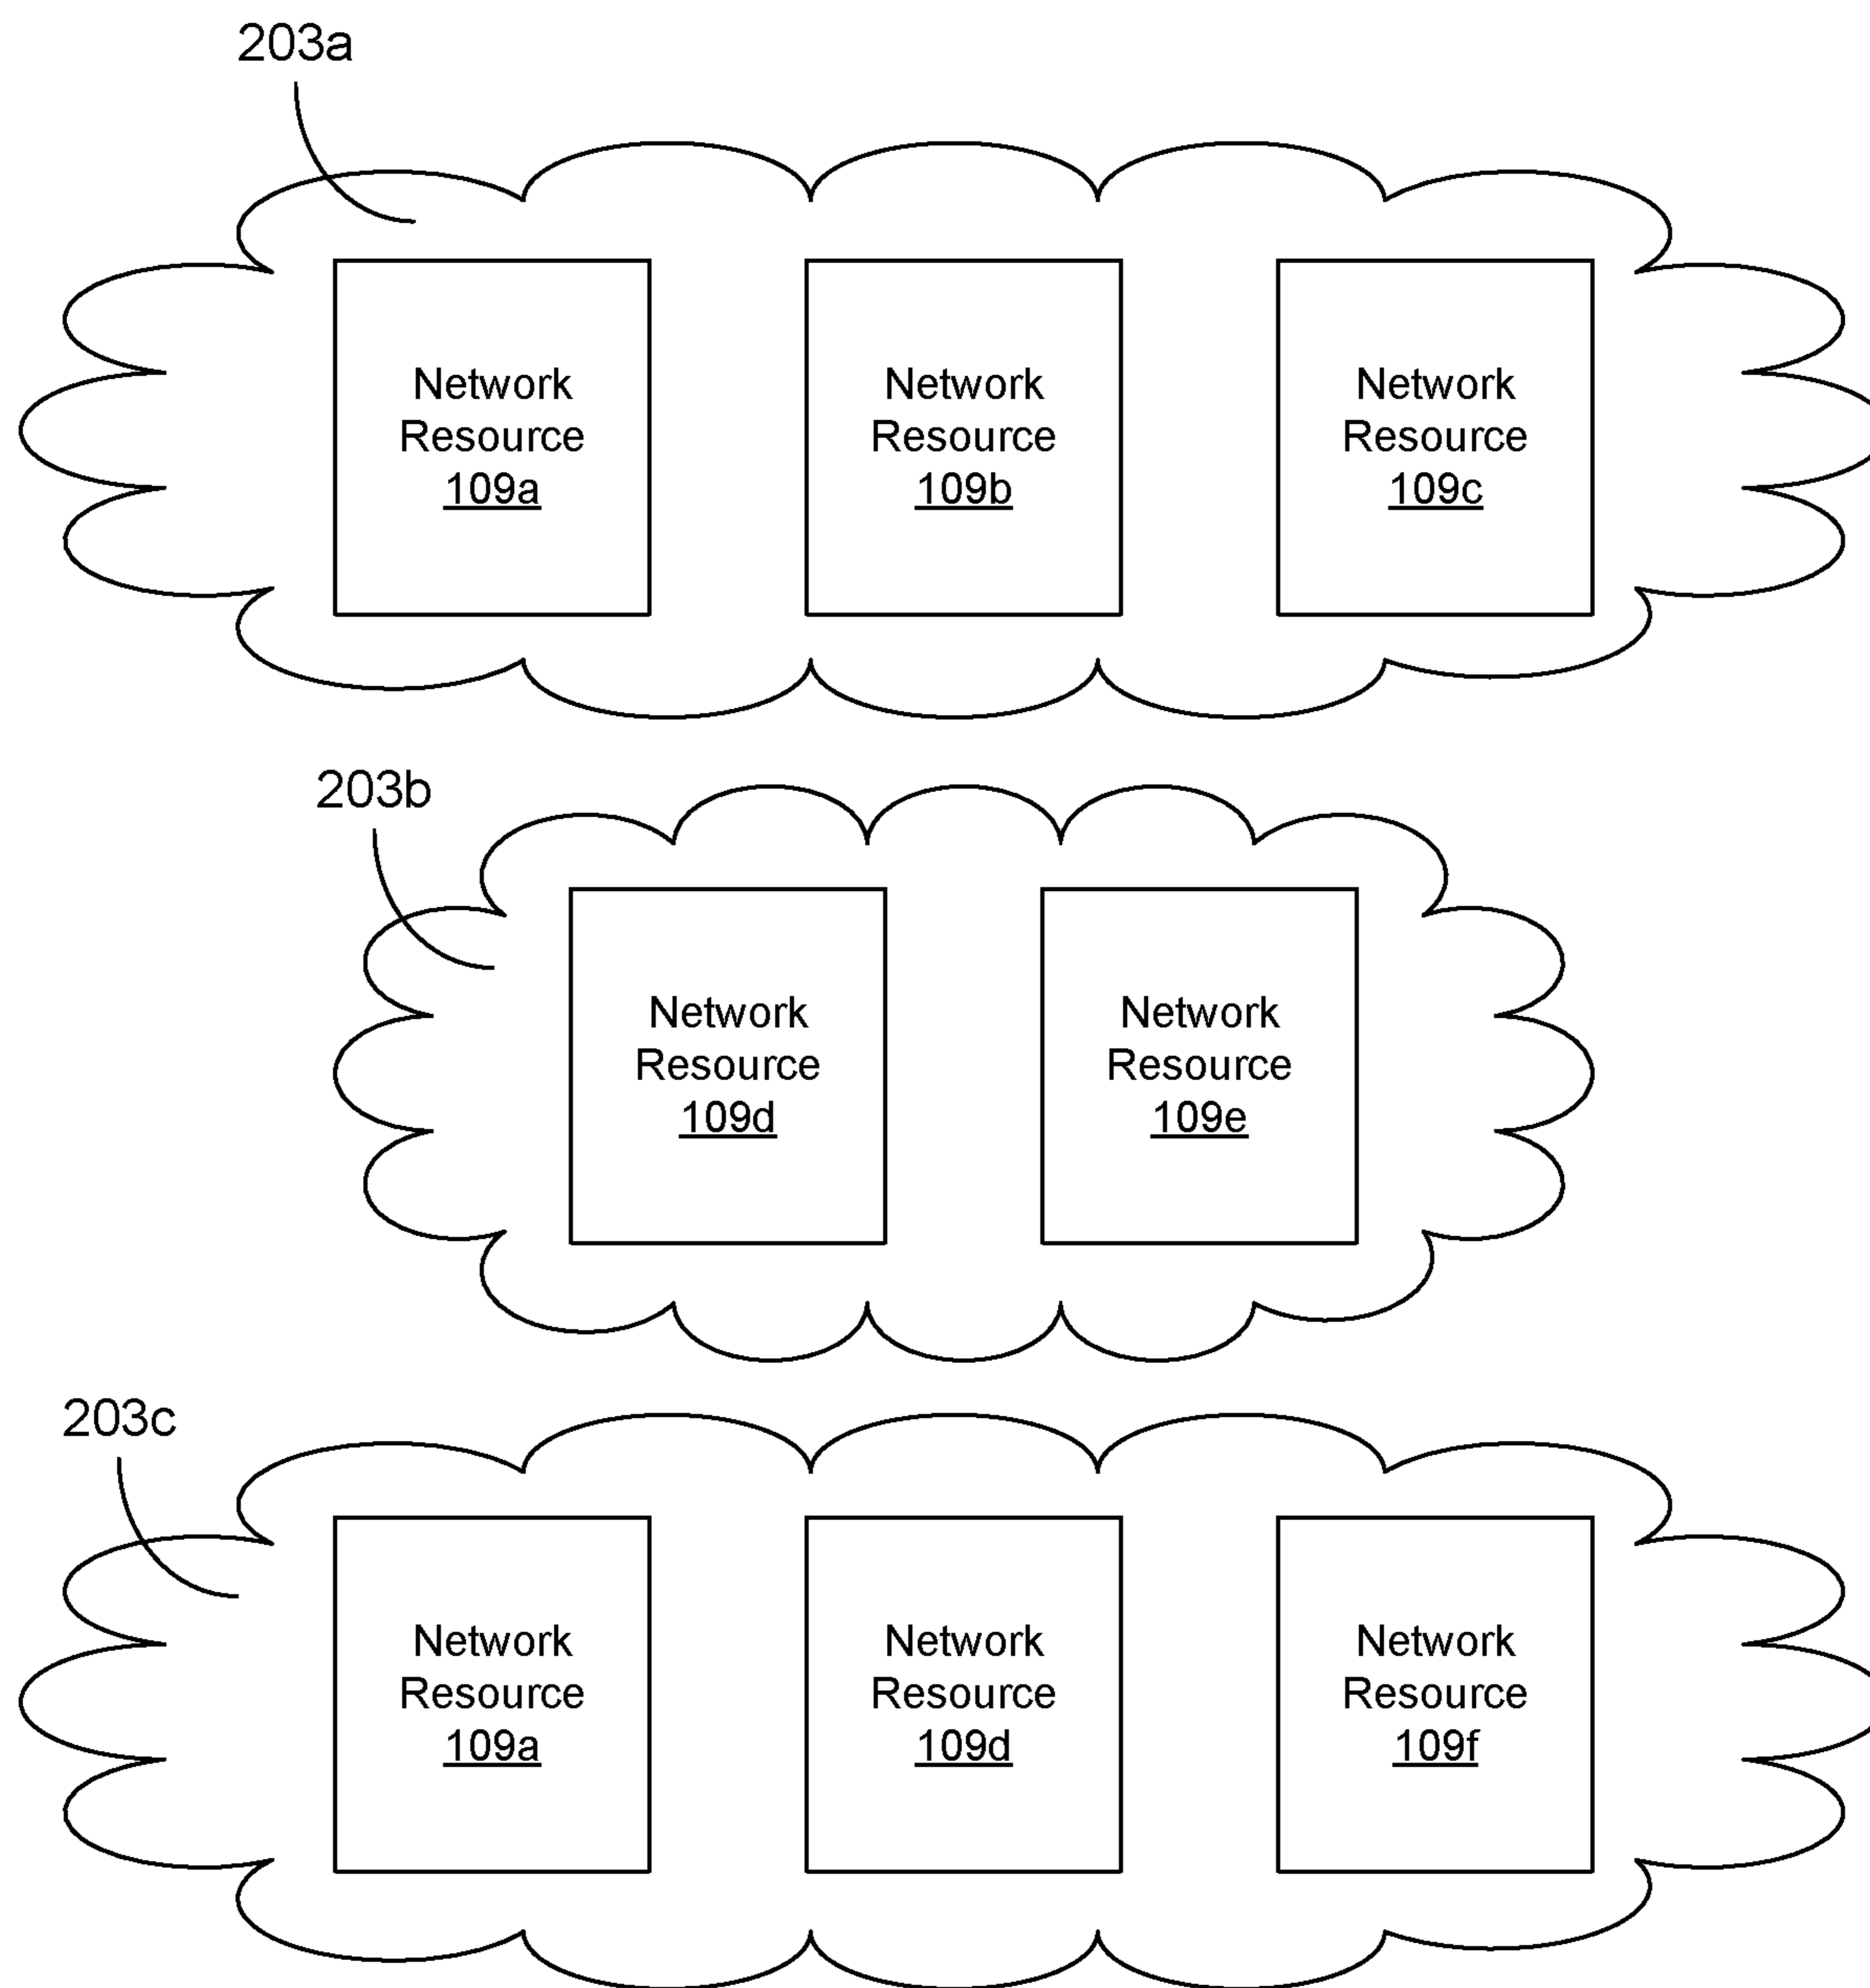 203a
Network Network Network
Resource Resource Resource
109a 109b 109c
203b
Network Network
Resource Resource
109d 109e
203c
Network Network Network
Resource Resource Resource
109a 109d 109f